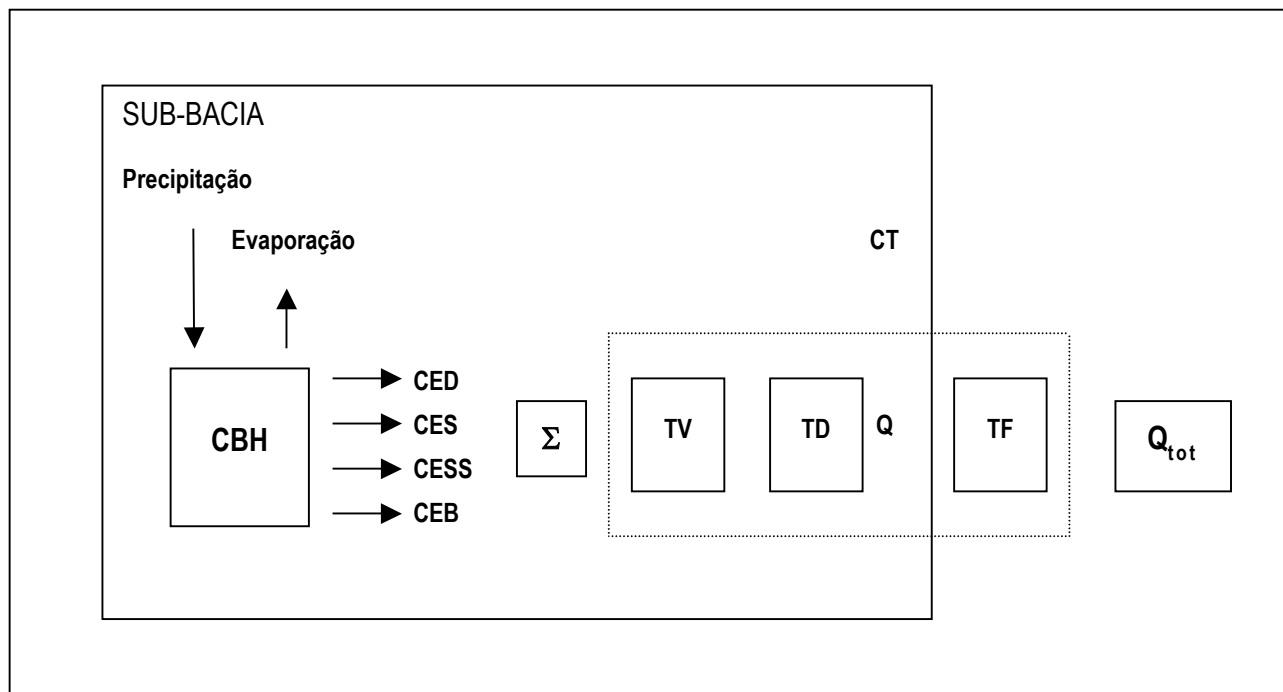 SUB-BACIA
Precipitação
Evaporação
CT
CBH
CED
CES
CESS
CEB
Σ
TV
TD
Q
TF
Qtot